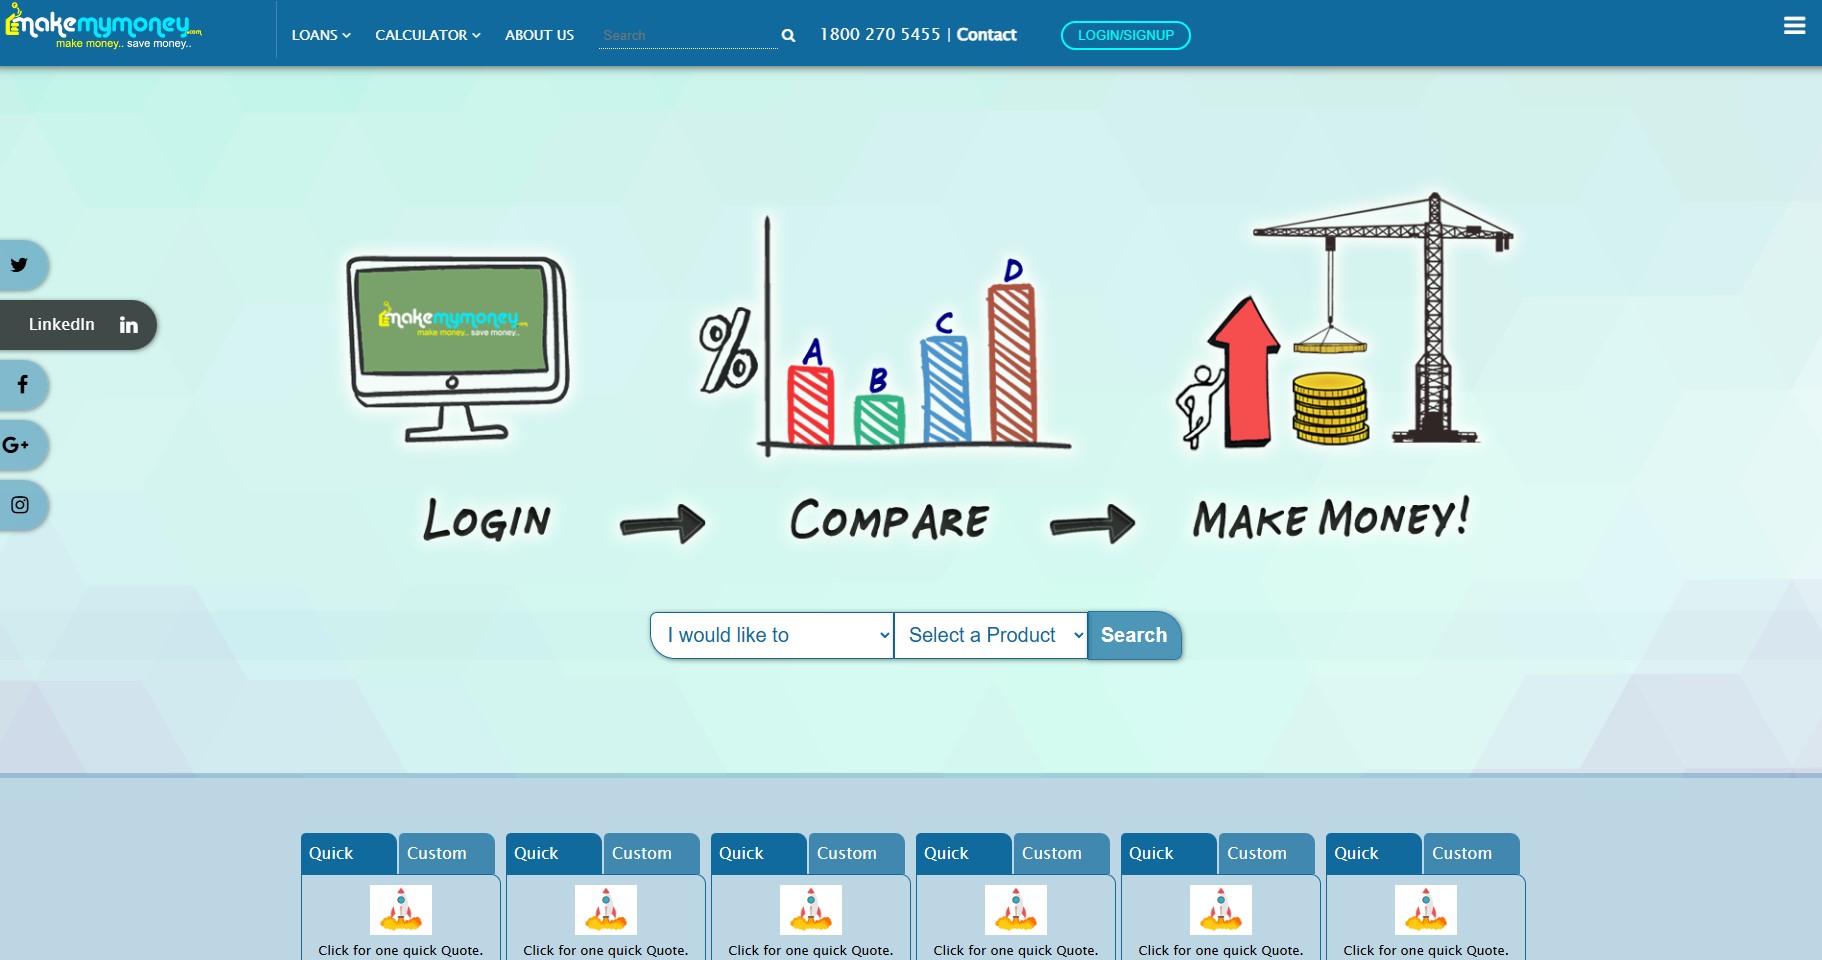 makemymoney.com
make money.. save money..
LOANS
CALCULATOR
ABOUT US
Search
1800 270 5455 | Contact
LOGIN/SIGNUP
LinkedIn
in
f
G+
makemymoney.com
make money.. save money..
%
A
B
C
D
LOGIN
COMPARE
MAKE MONEY!
I would like to
Select a Product
Search
Quick Custom
Quick Custom
Quick Custom
Quick Custom
Quick Custom
Quick Custom
Click for one quick Quote.
Click for one quick Quote.
Click for one quick Quote.
Click for one quick Quote.
Click for one quick Quote.
Click for one quick Quote.